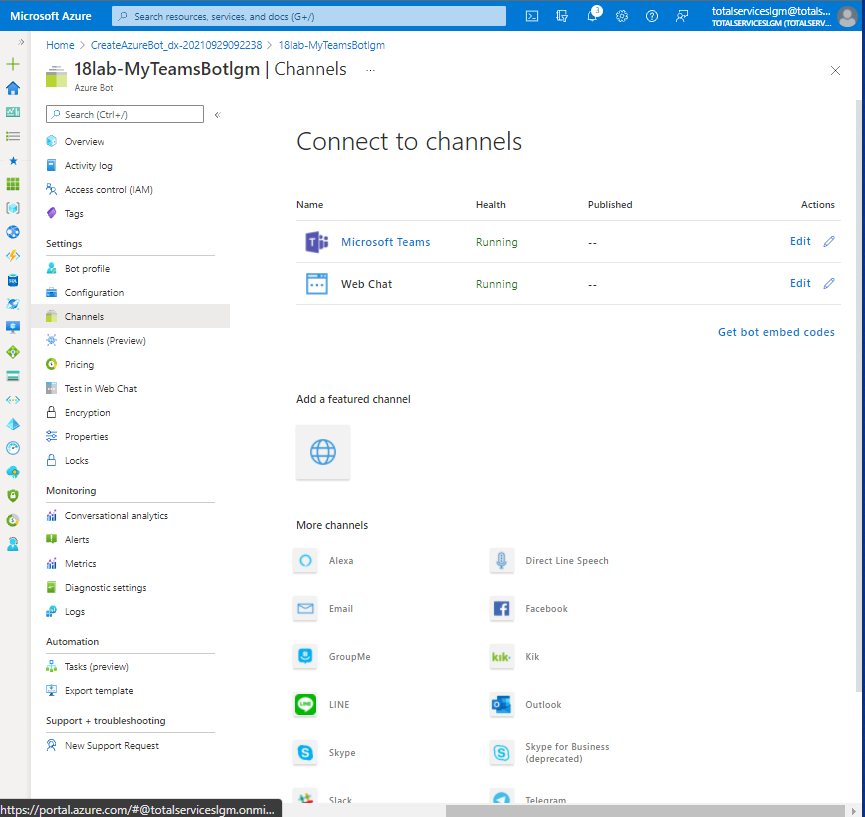 Microsoft Azure
Search resources, services, and docs (G+/)
3
totalserviceslgm@totals...
TOTALSERVICESLGM (TOTALSERV...
Home > CreateAzureBot_dx-20210929092238 > 18lab-MyTeamsBotlgm
18lab-MyTeamsBotlgm | Channels ...
Azure Bot
Search (Ctrl+/)
Overview
Activity log
Access control (IAM)
Tags
Settings
Bot profile
Configuration
Channels
Channels (Preview)
Pricing
Test in Web Chat
Encryption
Properties
Locks
Monitoring
Conversational analytics
Alerts
Metrics
Diagnostic settings
Logs
Automation
Tasks (preview)
Export template
Support + troubleshooting
New Support Request
Connect to channels
Name Health Published Actions
Microsoft Teams Running -- Edit
Web Chat Running -- Edit
Get bot embed codes
Add a featured channel
More channels
Alexa Direct Line Speech
Email Facebook
GroupMe kik Kik
LINE Outlook
Skype Skype for Business
(deprecated)
Slack Telegram
https://portal.azure.com/#@totalserviceslgm.onmi...